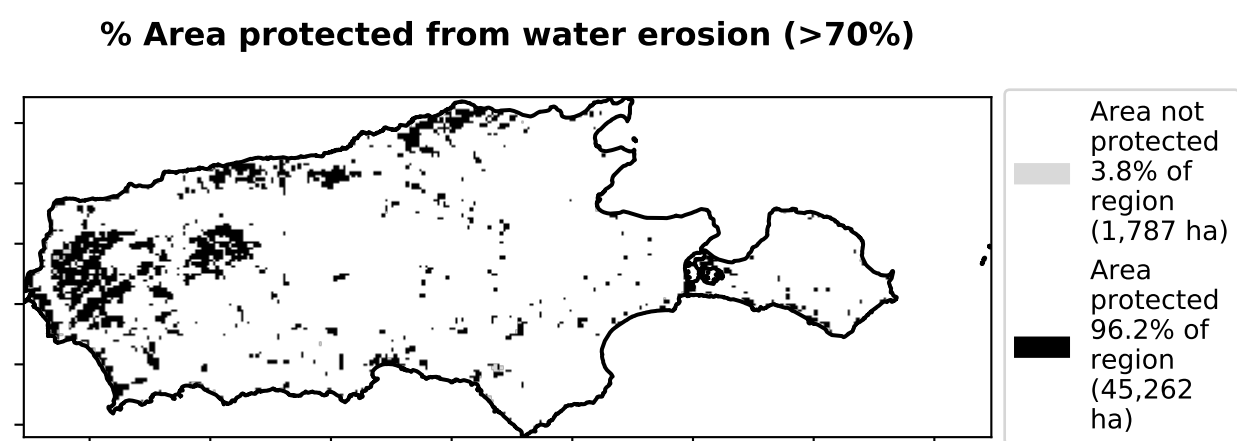 % Area protected from water erosion (>70%)
Area not
protected
3.8% of
region
(1,787 ha)
Area
protected
96.2% of
region
(45,262
ha)